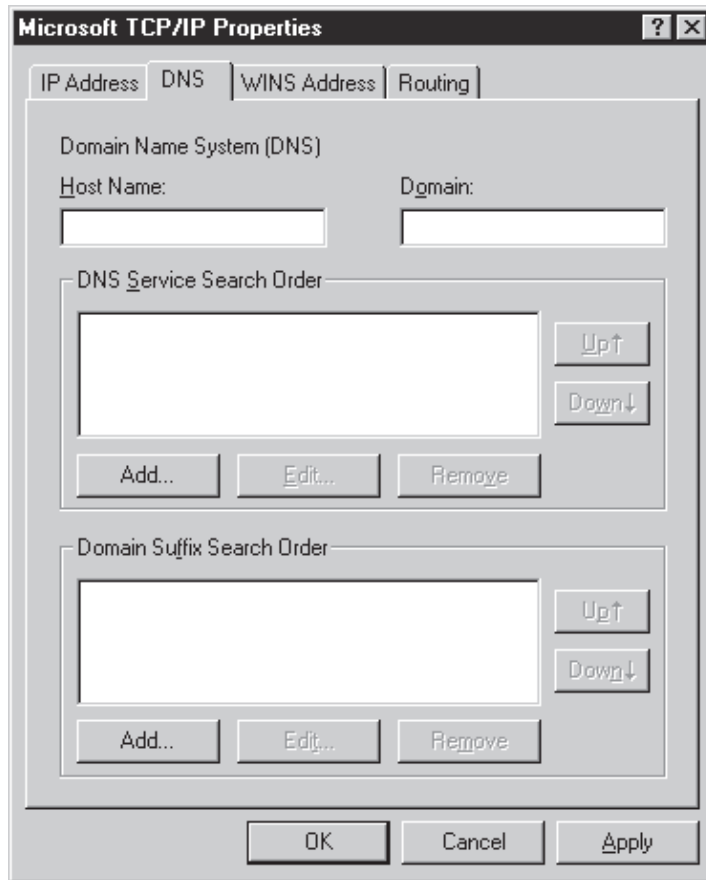 Microsoft TCP/IP Properties ? ×
IP Address DNS WINS Address Routing
Domain Name System (DNS)
Host Name: Domain:
DNS Service Search Order
Up↑
Down↓
Add... Edit... Remove
Domain Suffix Search Order
Up↑
Down↓
Add... Edit... Remove
OK Cancel Apply